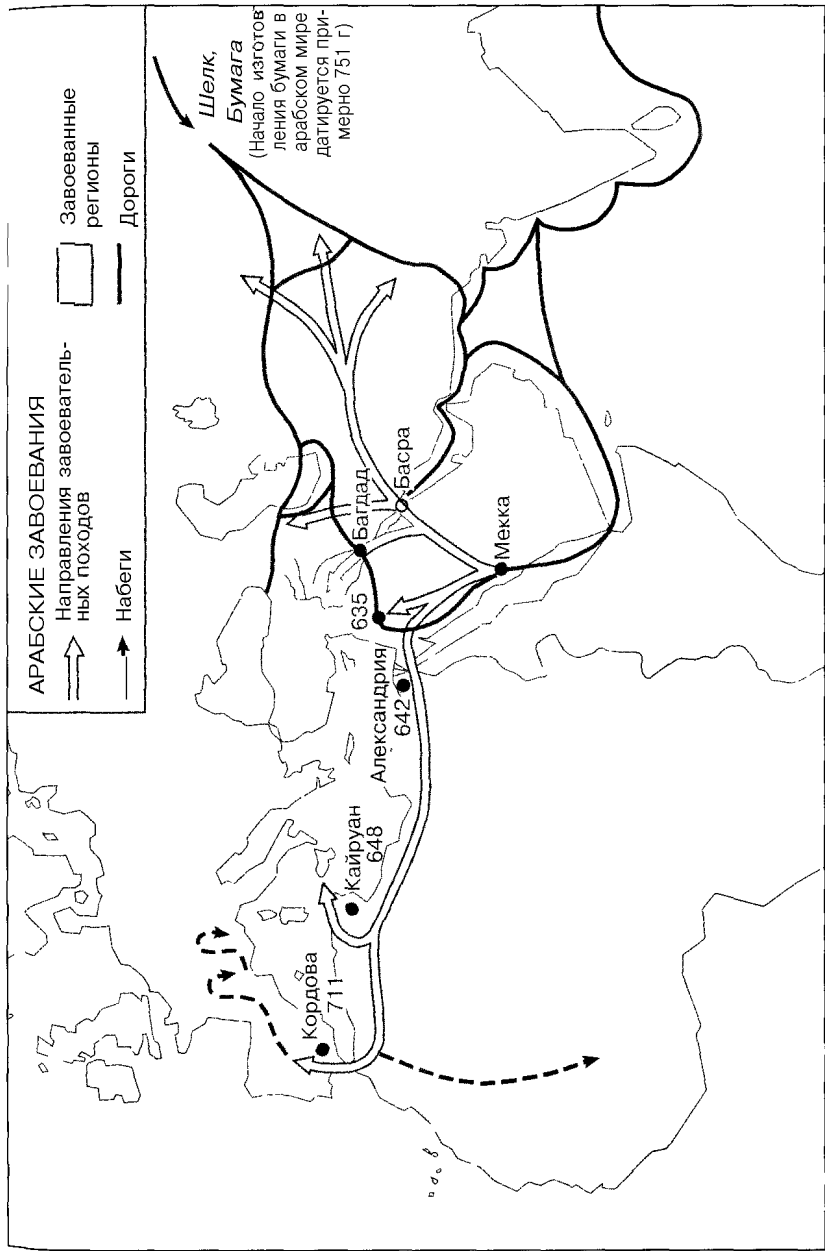 АРАБСКИЕ ЗАВОЕВАНИЯ
Направления завоеватель-
ных походов
Набеги
Завоеванные
регионы
Дороги
Шелк,
Бумага
(Начало изготов
ления бумаги в
арабском мире
датируется при-
мерно 751 г)
Кордова
711
Кайруан
648
Александрия
642
635
Багдад
Басра
Мекка